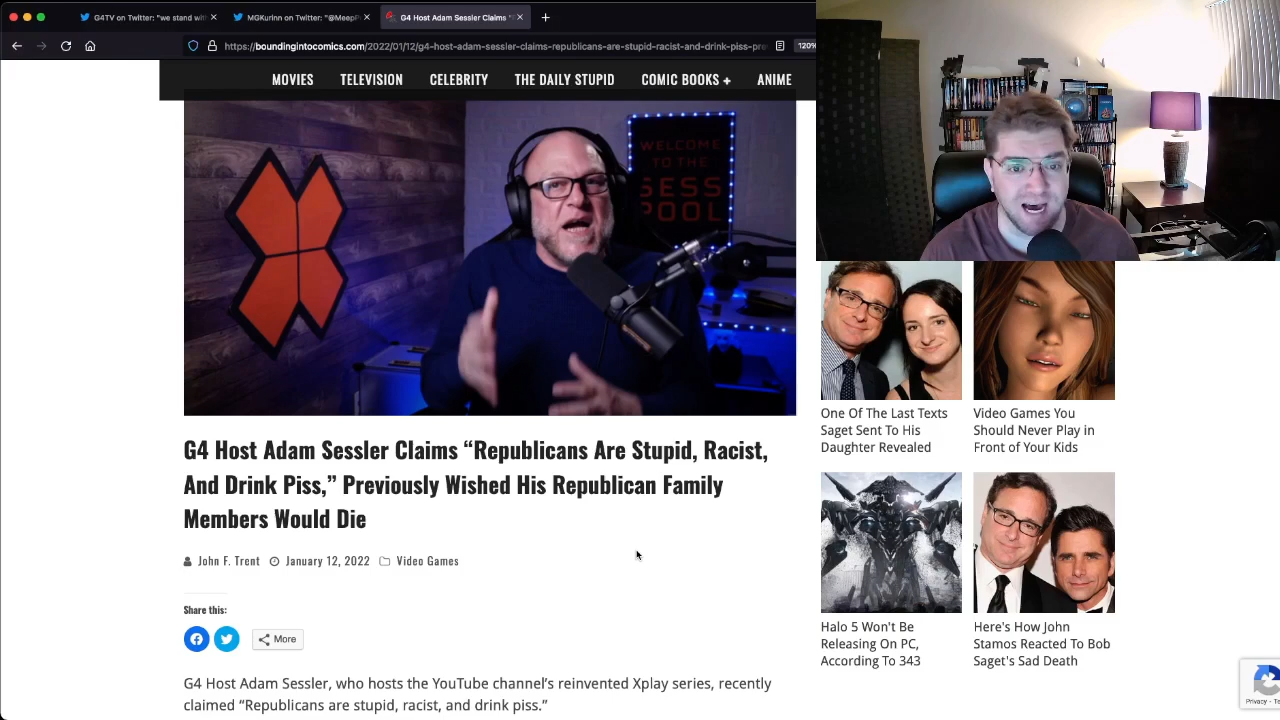 G4TV on Twitter: "we stand with
MGKurinn on Twitter: "@MeepP
G4 Host Adam Sessler Claims "
https://boundingintocomics.com/2022/01/12/g4-host-adam-sessler-claims-republicans-are-stupid-racist-and-drink-piss-pre
120%
MOVIES TELEVISION CELEBRITY THE DAILY STUPID COMIC BOOKS + ANIME
WELCOME
TO THE
SESS
POOL
G4 Host Adam Sessler Claims “Republicans Are Stupid, Racist,
And Drink Piss,” Previously Wished His Republican Family
Members Would Die
John F. Trent January 12, 2022 Video Games
Share this:
More
G4 Host Adam Sessler, who hosts the YouTube channel’s reinvented Xplay series, recently
claimed “Republicans are stupid, racist, and drink piss.”
One Of The Last Texts
Saget Sent To His
Daughter Revealed
Video Games You
Should Never Play in
Front of Your Kids
Halo 5 Won't Be
Releasing On PC,
According To 343
Here's How John
Stamos Reacted To Bob
Saget's Sad Death
Privacy - Te